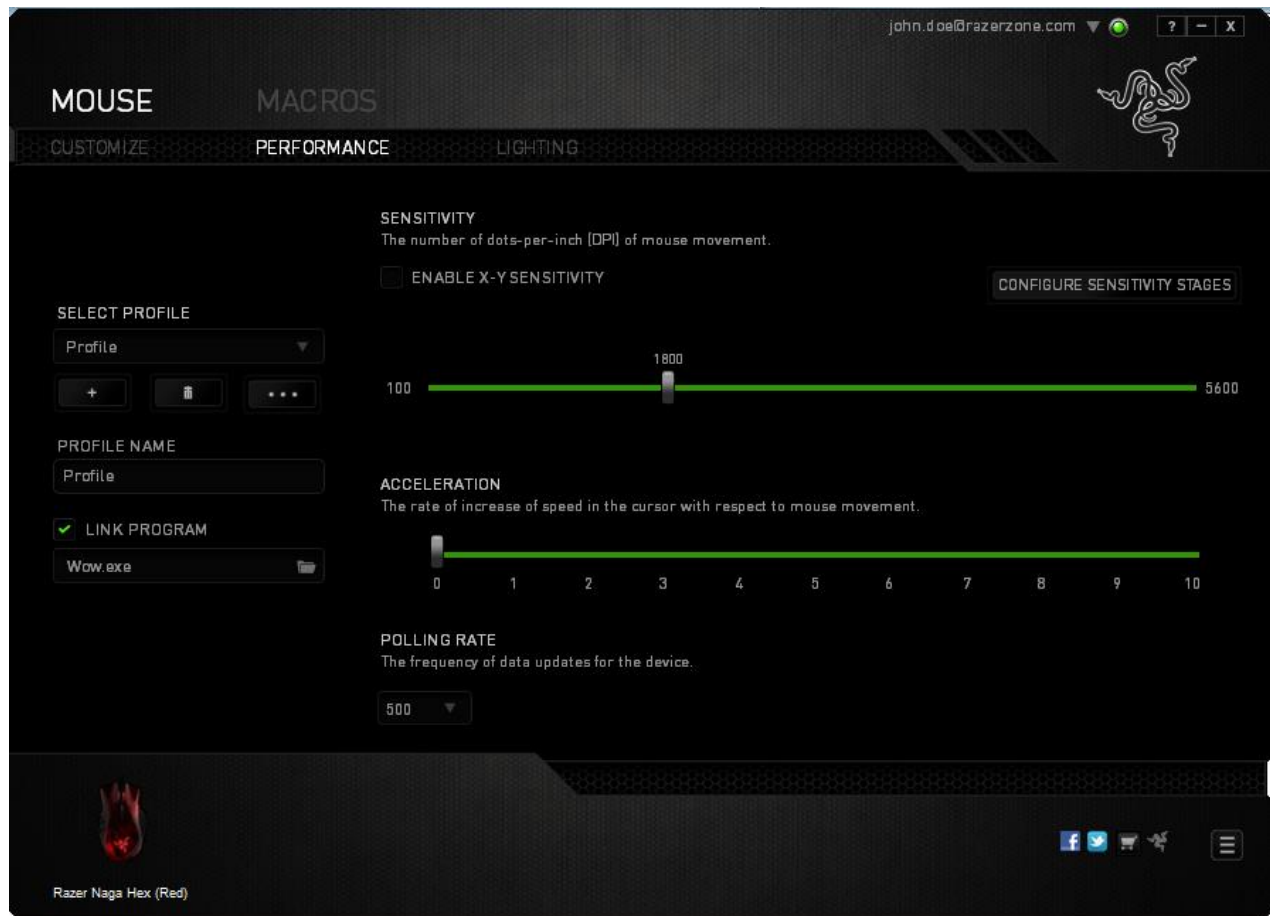 john.doe@razerzone.com
? – X
MOUSE MACROS
CUSTOMIZE PERFORMANCE LIGHTING
SENSITIVITY
The number of dots-per-inch (DPI) of mouse movement.
ENABLE X-Y SENSITIVITY
CONFIGURE SENSITIVITY STAGES
SELECT PROFILE
Profile
+ ...
PROFILE NAME
Profile
LINK PROGRAM
Wow.exe
1800
100 5600
ACCELERATION
The rate of increase of speed in the cursor with respect to mouse movement.
0 1 2 3 4 5 6 7 8 9 10
POLLING RATE
The frequency of data updates for the device.
500
Razer Naga Hex (Red)